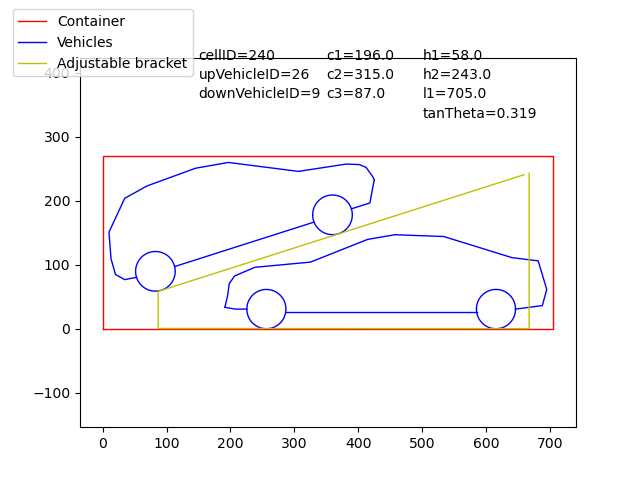 Container
Vehicles
Adjustable bracket
cellID=240 c1=196.0 h1=58.0
upVehicleID=26 c2=315.0 h2=243.0
downVehicleID=9 c3=87.0 l1=705.0
tanTheta=0.319
400
300
200
100
0
−100
0 100 200 300 400 500 600 700